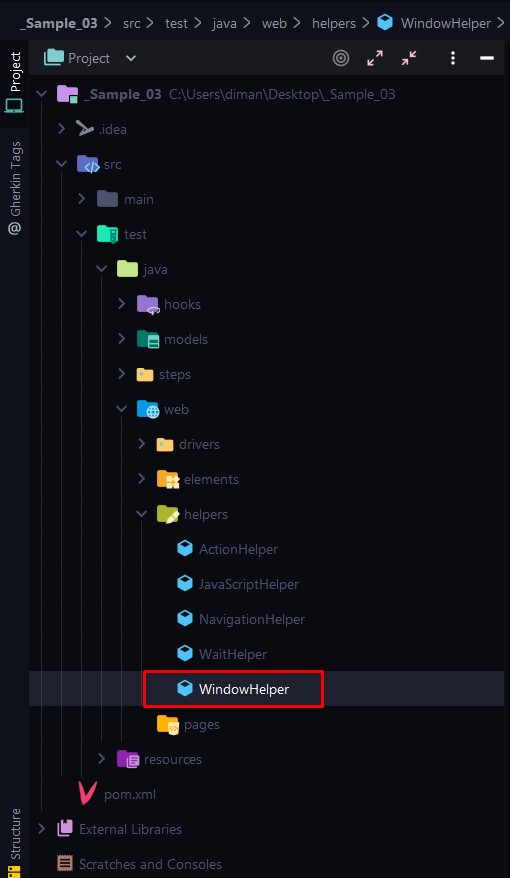 _Sample_03 > src > test > java > web > helpers > WindowHelper >
Project
Project
_Sample_03 C:\Users\diman\Desktop\_Sample_03
.idea
src
main
test
java
hooks
models
steps
web
drivers
elements
helpers
ActionHelper
JavaScriptHelper
NavigationHelper
WaitHelper
WindowHelper
pages
resources
pom.xml
External Libraries
Scratches and Consoles
@ Gherkin Tags
Structure